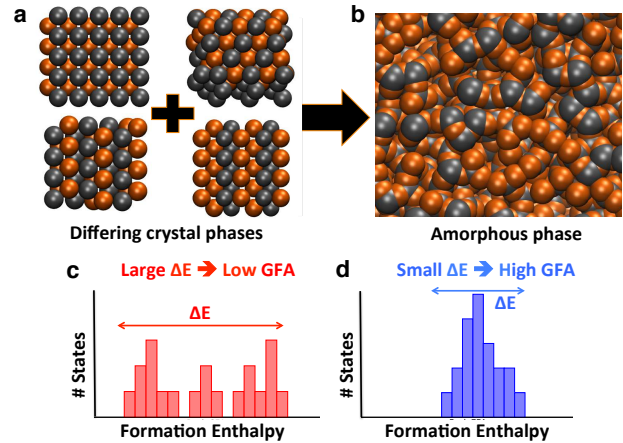 a
b
Differing crystal phases
Amorphous phase
c
Large ΔE ➔ Low GFA
ΔE
# States
Formation Enthalpy
d
Small ΔE ➔ High GFA
ΔE
# States
Formation Enthalpy